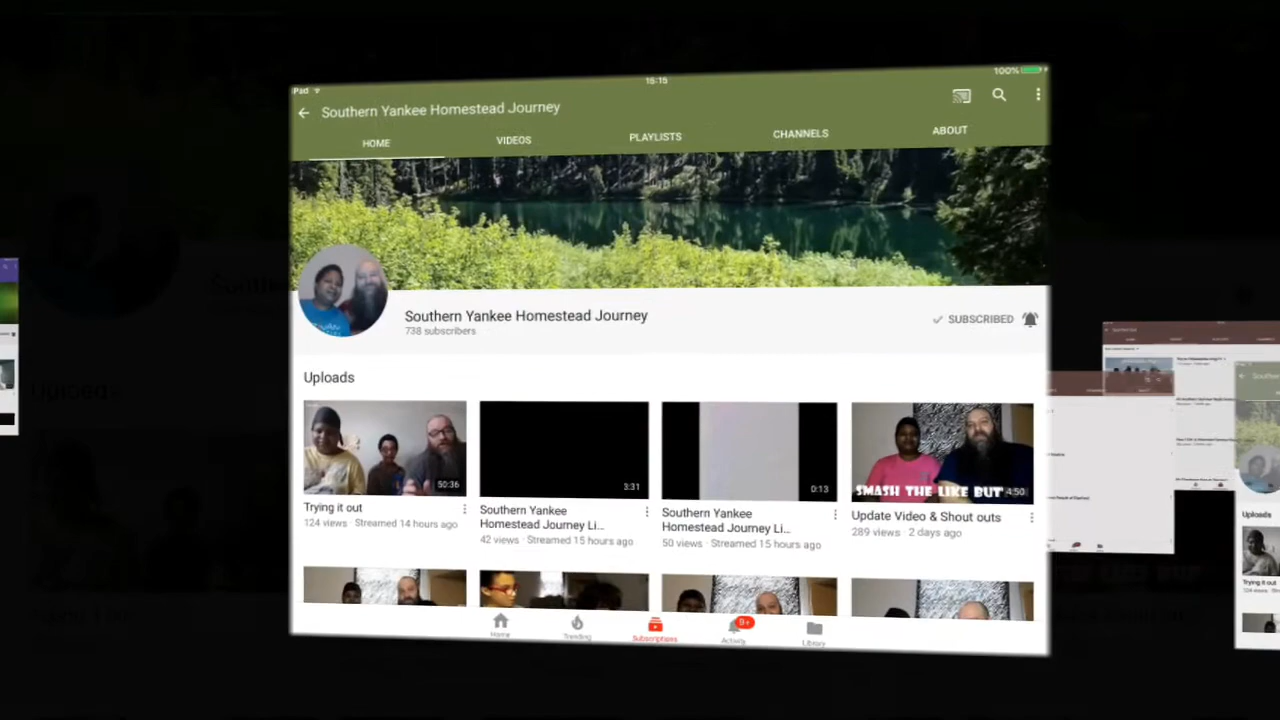 Pad
15:15
100%
Southern Yankee Homestead Journey
HOME VIDEOS PLAYLISTS CHANNELS ABOUT
Southern Yankee Homestead Journey
738 subscribers
SUBSCRIBED
Uploads
50:36
3:31
0:13
SMASH THE LIKE BUT 4:50
Trying it out
124 views · Streamed 14 hours ago
Southern Yankee
Homestead Journey Li...
42 views · Streamed 15 hours ago
Southern Yankee
Homestead Journey Li...
50 views · Streamed 15 hours ago
Update Video & Shout outs
289 views · 2 days ago
Home Trending Subscriptions 9+ Activity Library
Uploads
Trying it out